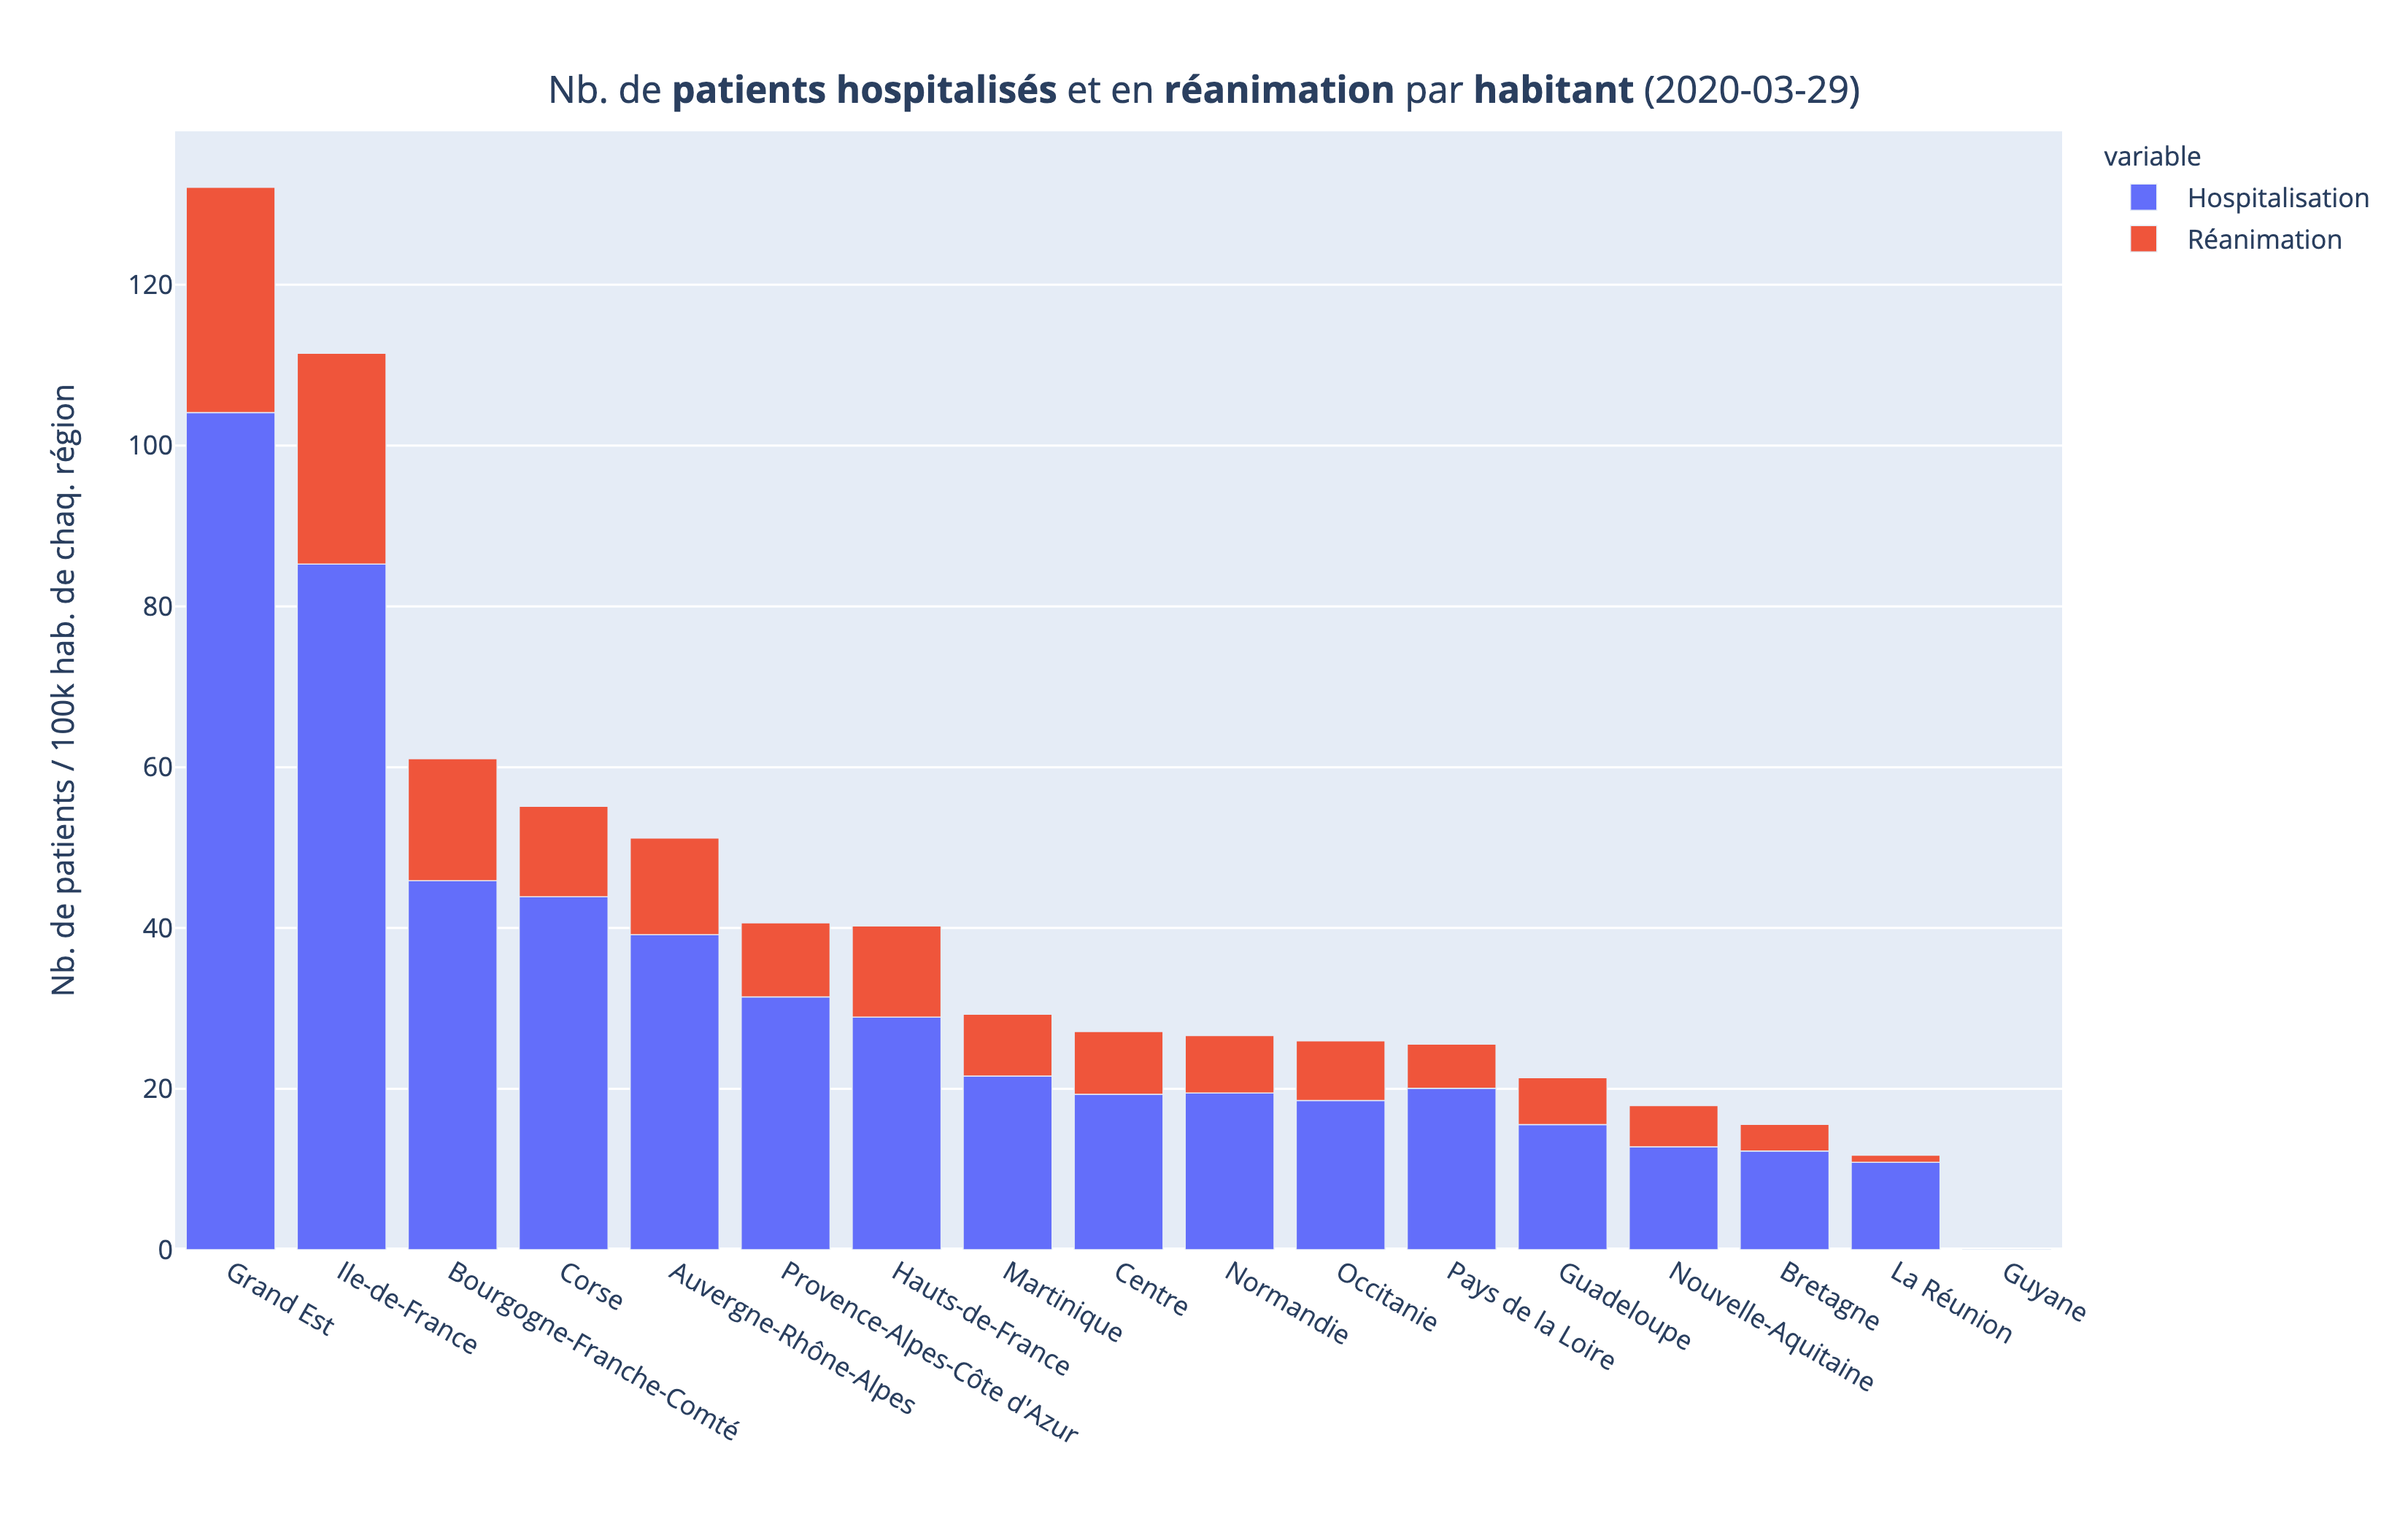 Nb. de patients hospitalisés et en réanimation par habitant (2020-03-29)
variable
Hospitalisation
Réanimation
Nb. de patients / 100k hab. de chaq. région
120
100
80
60
40
20
0
Grand Est
Ile-de-France
Bourgogne-Franche-Comté
Corse
Auvergne-Rhône-Alpes
Provence-Alpes-Côte d'Azur
Hauts-de-France
Martinique
Centre
Normandie
Occitanie
Pays de la Loire
Guadeloupe
Nouvelle-Aquitaine
Bretagne
La Réunion
Guyane